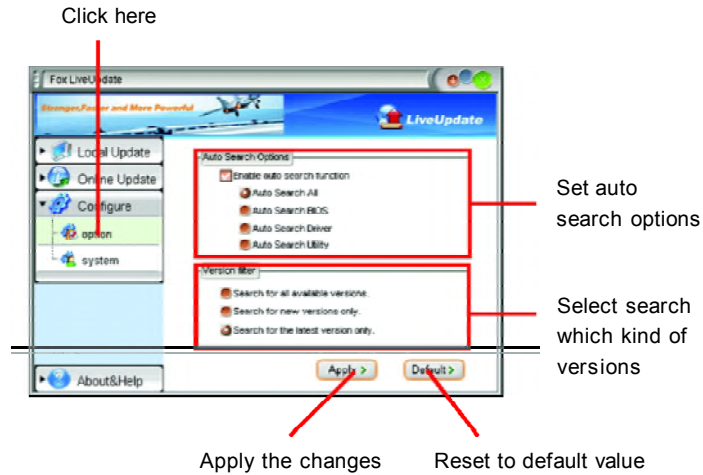 Click here
Fox LiveUpdate
Stronger,Faster and More Powerful
LiveUpdate
Local Update
Online Update
Configure
option
system
About&Help
Auto Search Options
Enable auto search function
Auto Search All
Auto Search BIOS
Auto Search Driver
Auto Search Utility
Version filter
Search for all available versions.
Search for new versions only.
Search for the latest version only.
Apply >
Default >
Set auto
search options
Select search
which kind of
versions
Apply the changes
Reset to default value